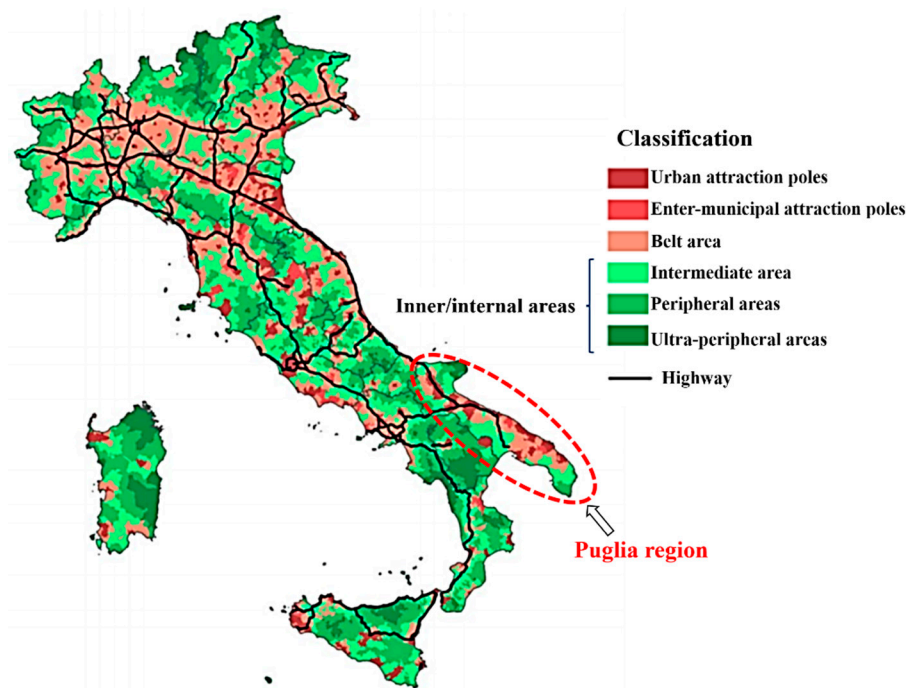 Classification
Urban attraction poles
Enter-municipal attraction poles
Belt area
Intermediate area
Inner/internal areas
Peripheral areas
Ultra-peripheral areas
Highway
Puglia region